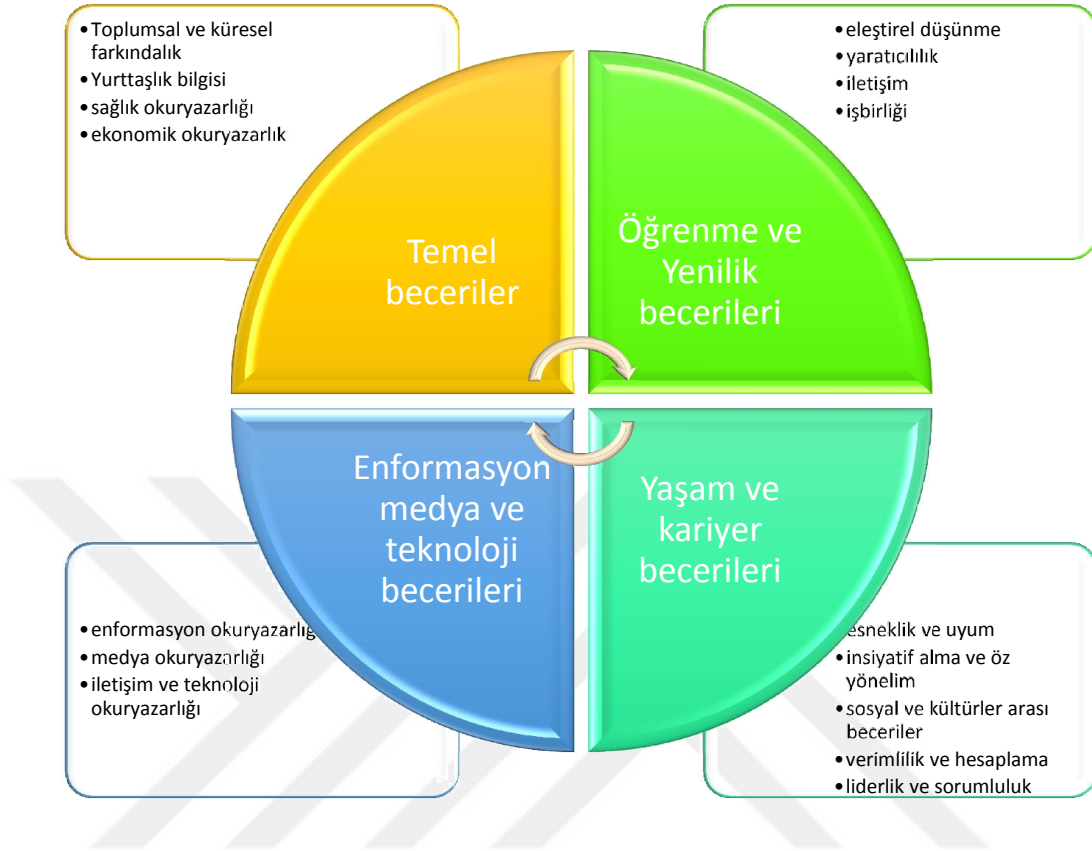 •Toplumsal ve küresel
farkındalık
•Yurttaşlık bilgisi
•sağlık okuryazarlığı
•ekonomik okuryazarlık
•eleştirel düşünme
•yaratıcılılık
•iletişim
•işbirliği
Temel
beceriler
Öğrenme ve
Yenilik
becerileri
Enformasyon
medya ve
teknoloji
becerileri
Yaşam ve
kariyer
becerileri
•enformasyon okuryazarlığı
•medya okuryazarlığı
•iletişim ve teknoloji
okuryazarlığı
esneklik ve uyum
•insiyatif alma ve öz
yönelim
•sosyal ve kültürler arası
beceriler
•verimlilik ve hesaplama
•liderlik ve sorumluluk